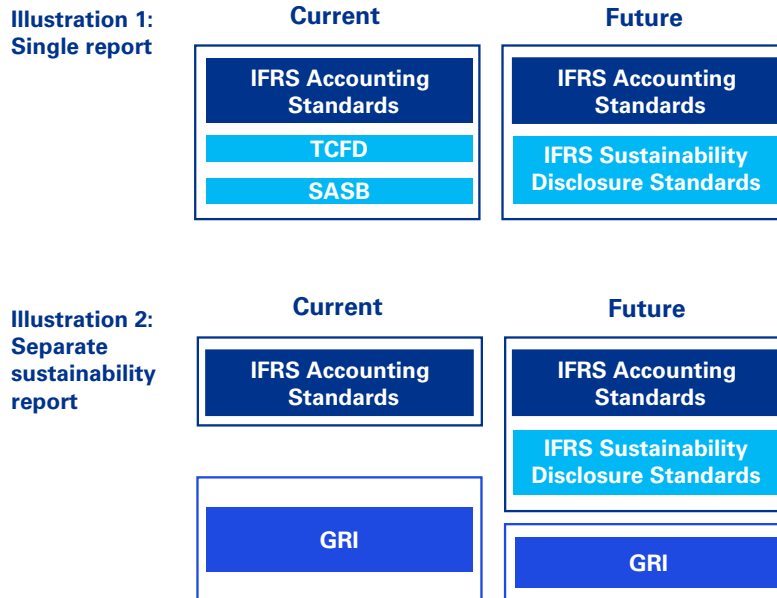 Illustration 1:
Single report
Current
Future
IFRS Accounting
Standards
TCFD
SASB
IFRS Accounting
Standards
IFRS Sustainability
Disclosure Standards
Illustration 2:
Separate
sustainability
report
Current
Future
IFRS Accounting
Standards
GRI
IFRS Accounting
Standards
IFRS Sustainability
Disclosure Standards
GRI